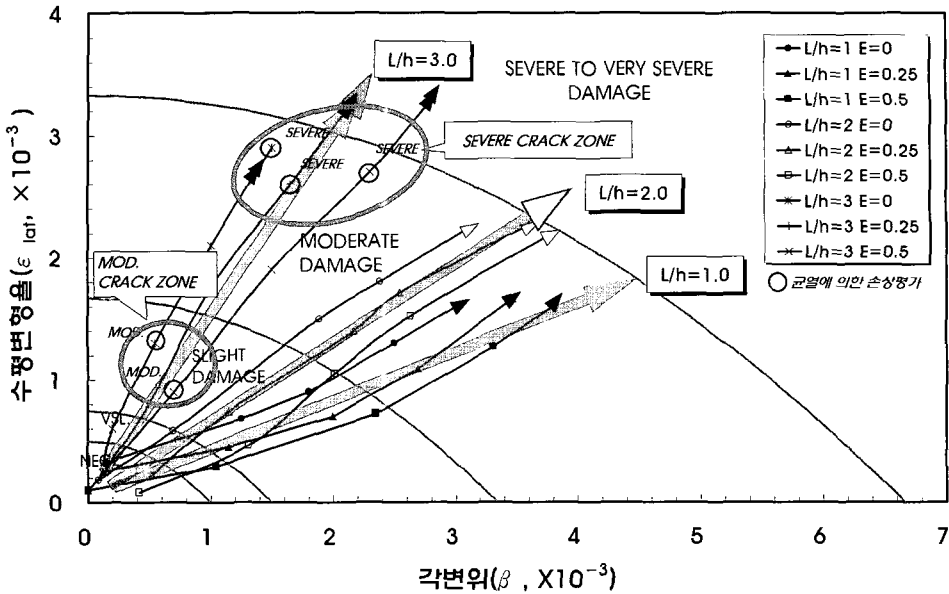 4
3
2
1
0
수평변형율(ε lat, ×10⁻³)
L/h=3.0
SEVERE TO VERY SEVERE
DAMAGE
SEVERE
SEVERE
SEVERE
SEVERE CRACK ZONE
L/h=2.0
MODERATE
DAMAGE
MOD.
CRACK ZONE
L/h=1.0
MOD.
MOD.
SLIGHT
DAMAGE
VSL
NEG
L/h=1 E=0
L/h=1 E=0.25
L/h=1 E=0.5
L/h=2 E=0
L/h=2 E=0.25
L/h=2 E=0.5
L/h=3 E=0
L/h=3 E=0.25
L/h=3 E=0.5
균열에 의한 손상평가
0 1 2 3 4 5 6 7
각변위(β , X10⁻³)